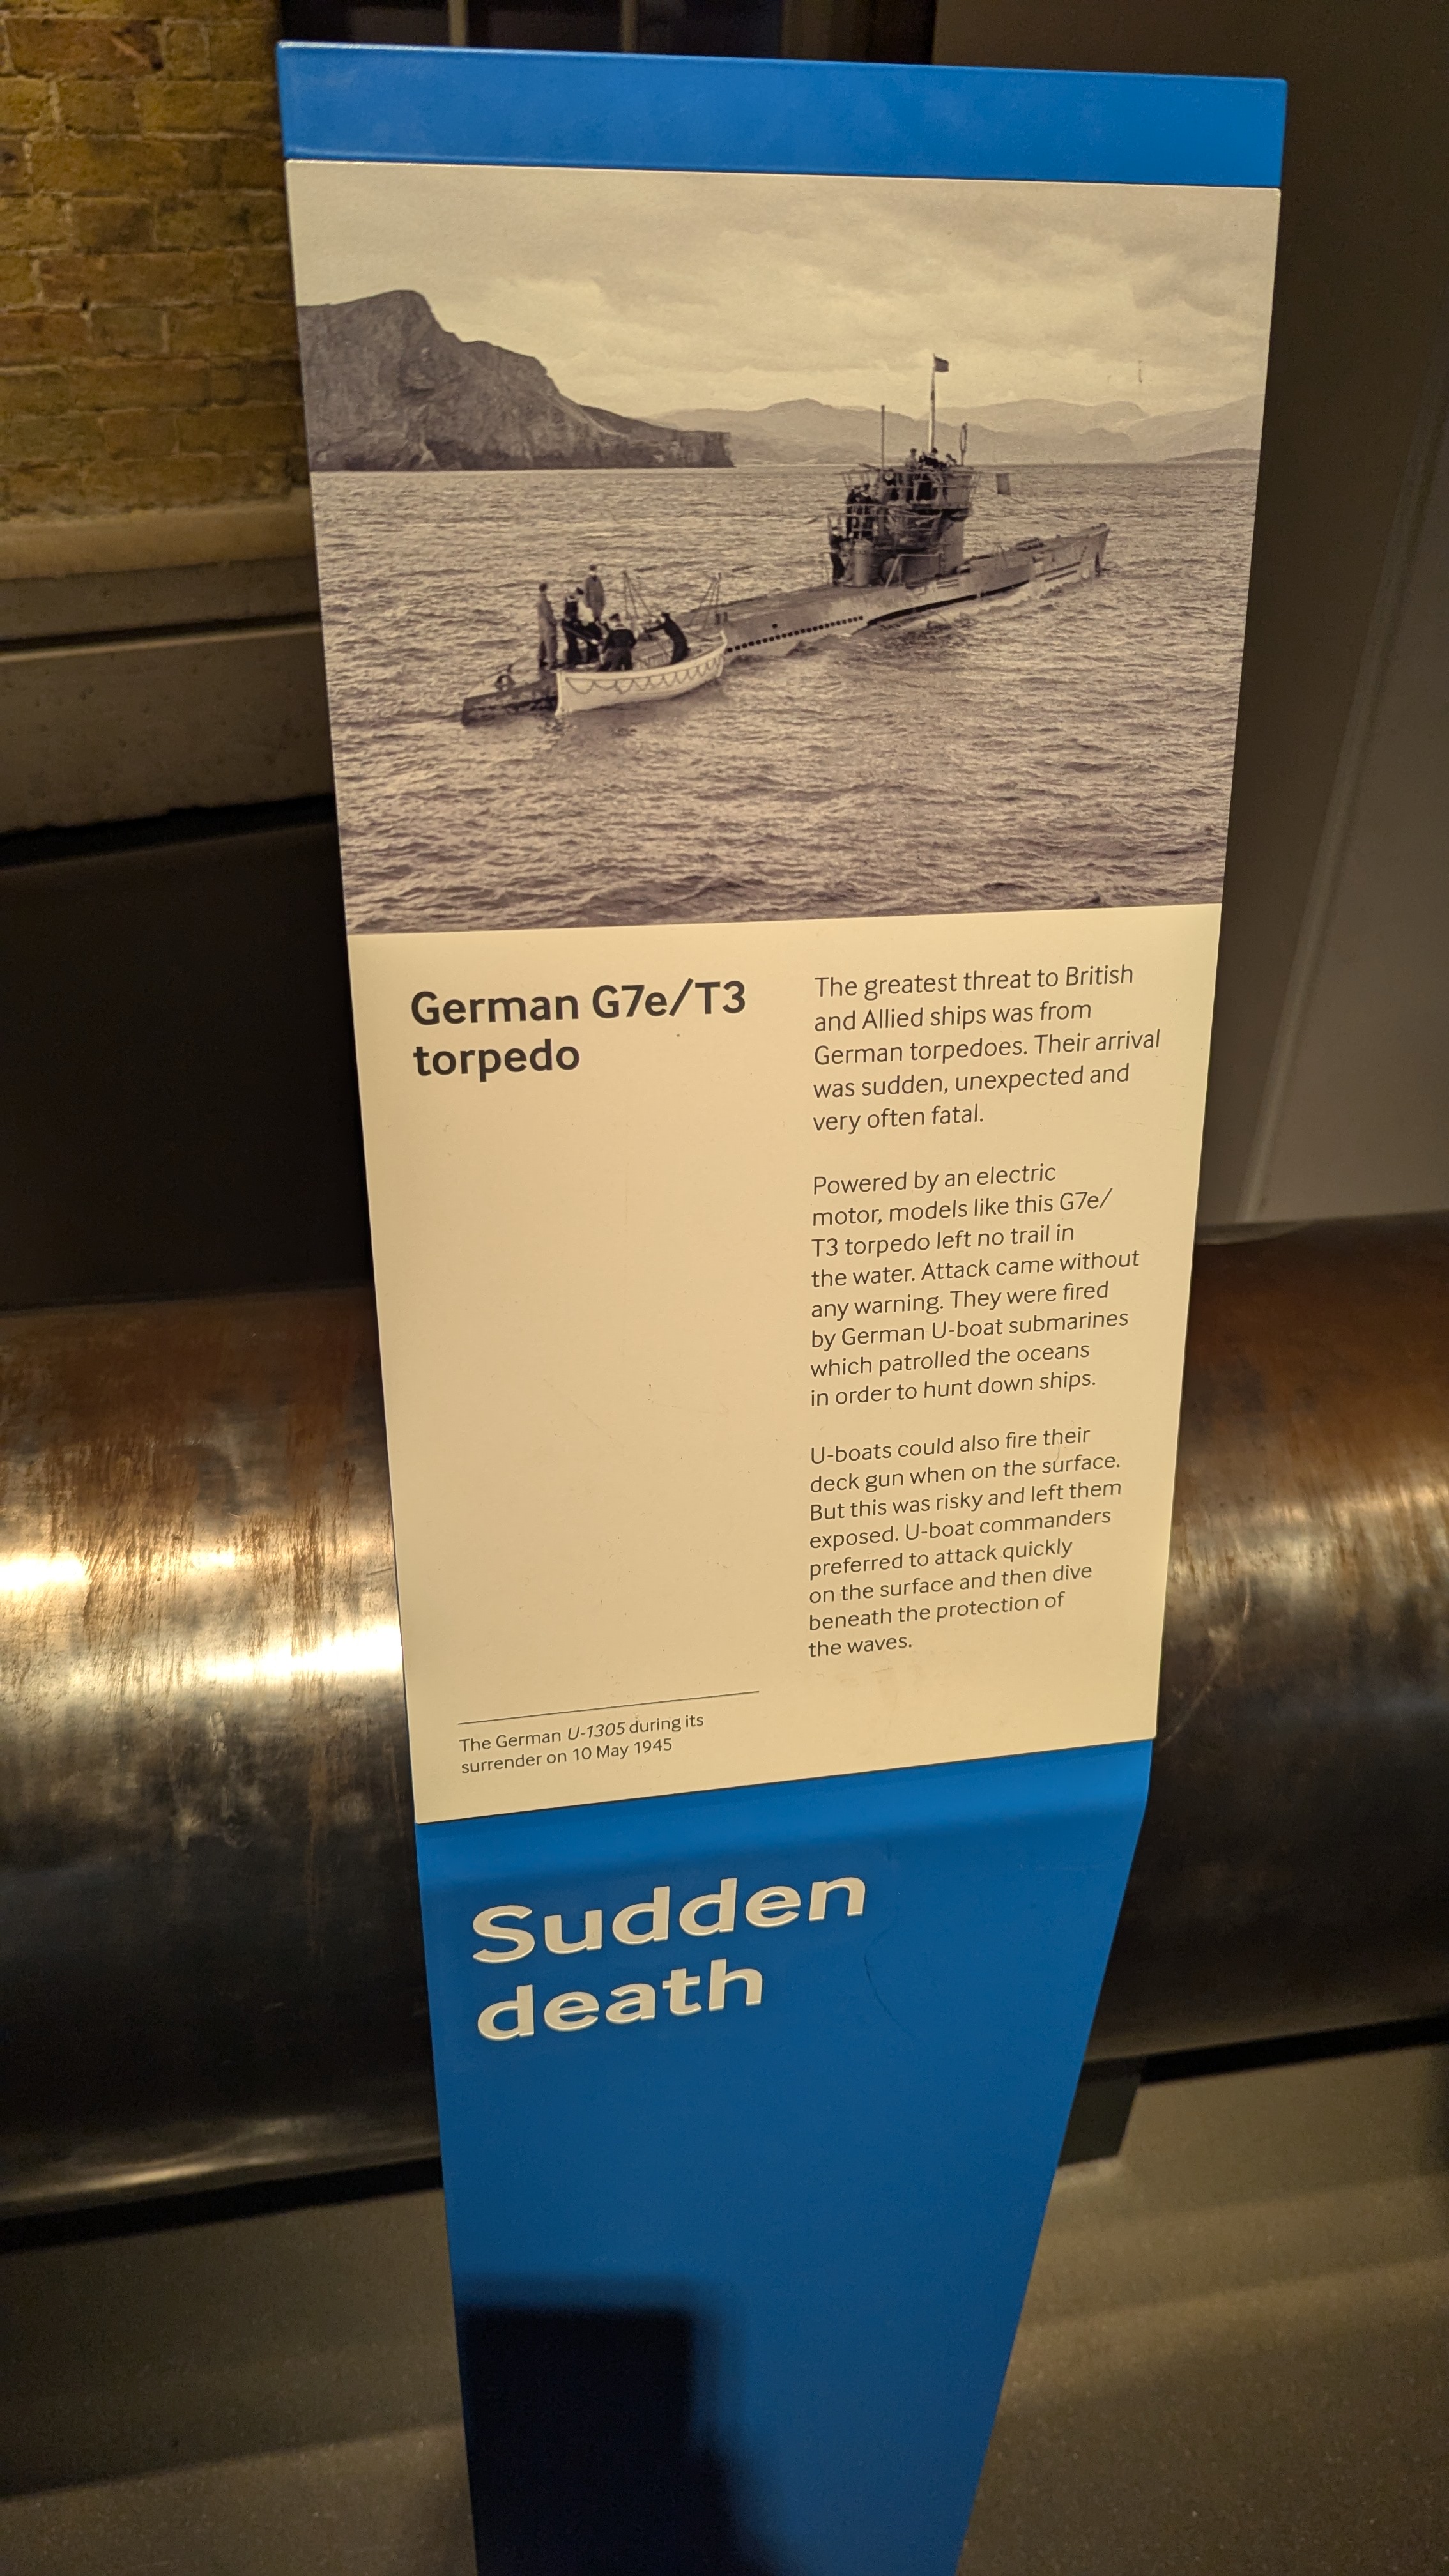 German G7e/T3
torpedo
The greatest threat to British
and Allied ships was from
German torpedoes. Their arrival
was sudden, unexpected and
very often fatal.
Powered by an electric
motor, models like this G7e/
T3 torpedo left no trail in
the water. Attack came without
any warning. They were fired
by German U-boat submarines
which patrolled the oceans
in order to hunt down ships.
U-boats could also fire their
deck gun when on the surface.
But this was risky and left them
exposed. U-boat commanders
preferred to attack quickly
on the surface and then dive
beneath the protection of
the waves.
The German U-1305 during its
surrender on 10 May 1945
Sudden
death